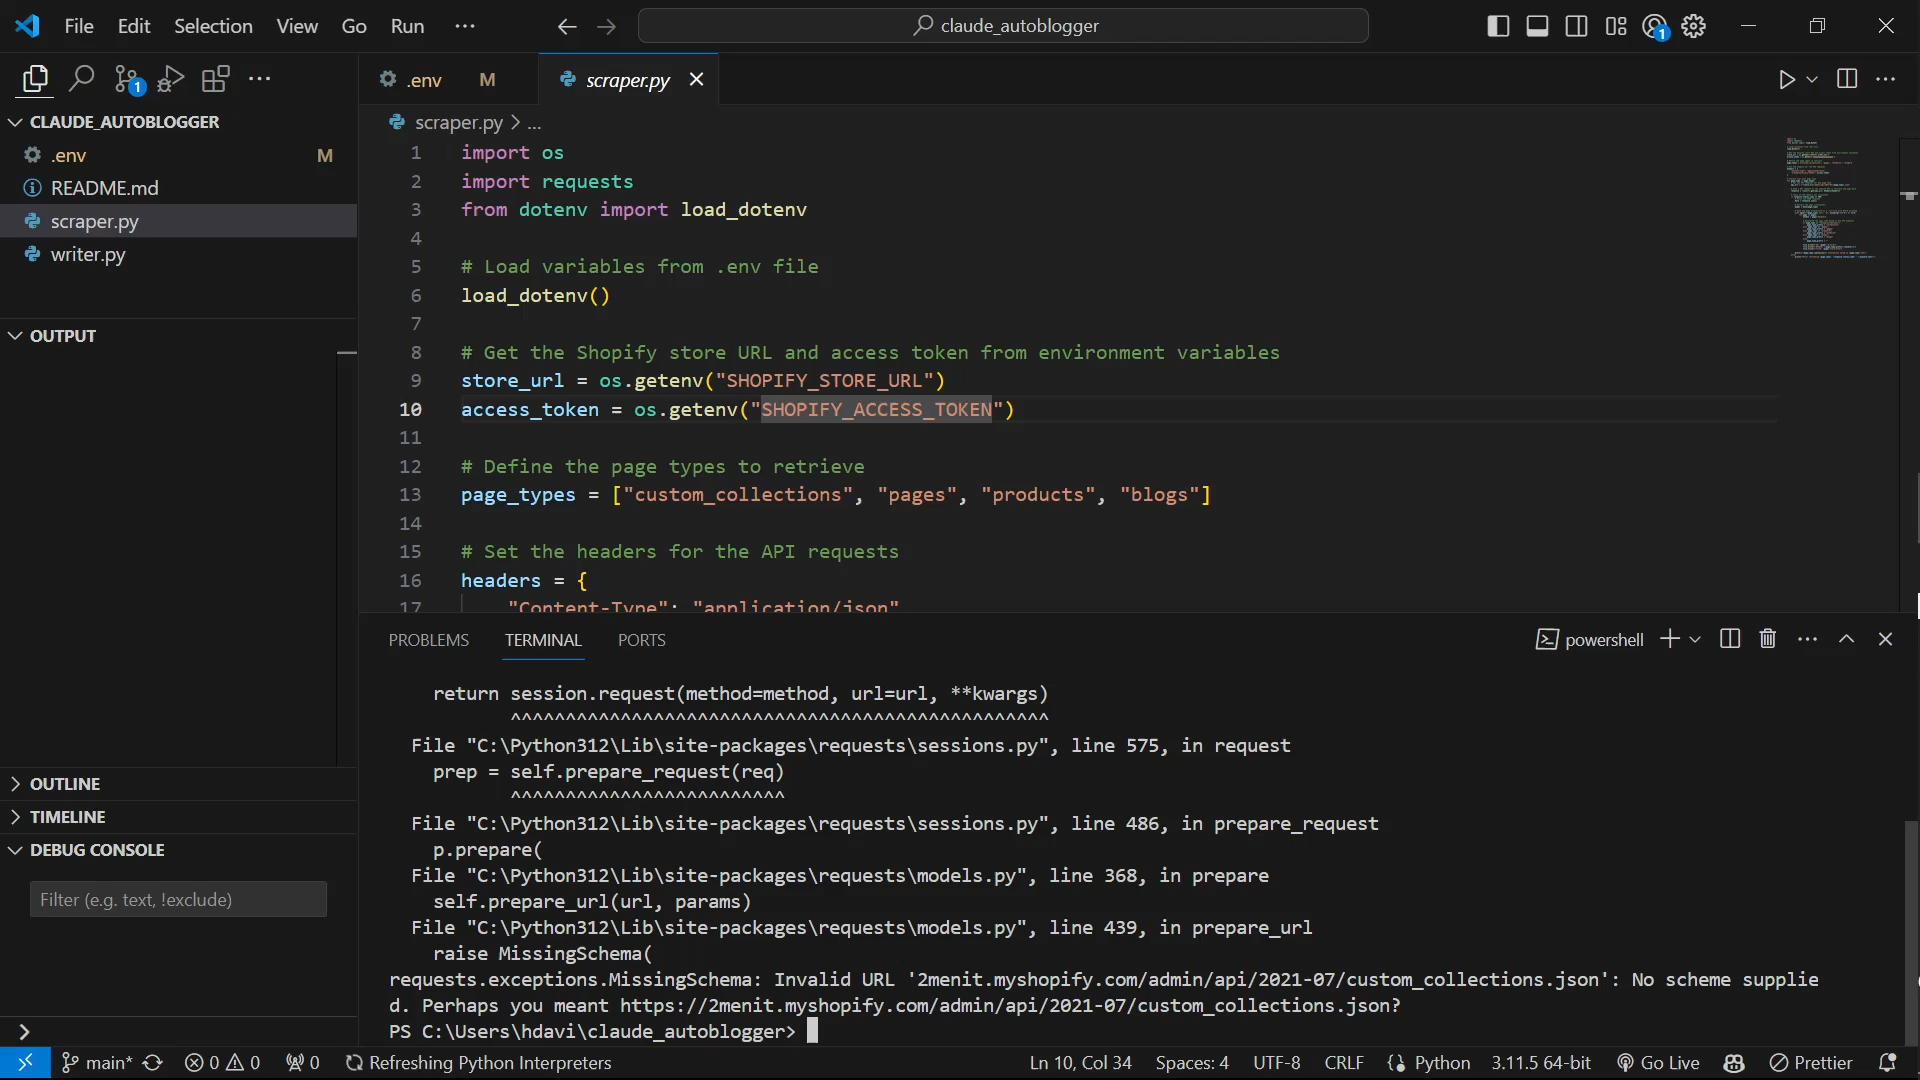 File Edit Selection View Go Run ... claude_autoblogger 1
1 ...
CLAUDE_AUTOBLOGGER
.env M
README.md
scraper.py
writer.py
OUTPUT
OUTLINE
TIMELINE
DEBUG CONSOLE
Filter (e.g. text, !exclude)
.env M scraper.py
scraper.py > ...
1 import os
2 import requests
3 from dotenv import load_dotenv
4
5 # Load variables from .env file
6 load_dotenv()
7
8 # Get the Shopify store URL and access token from environment variables
9 store_url = os.getenv("SHOPIFY_STORE_URL")
10 access_token = os.getenv("SHOPIFY_ACCESS_TOKEN")
11
12 # Define the page types to retrieve
13 page_types = ["custom_collections", "pages", "products", "blogs"]
14
15 # Set the headers for the API requests
16 headers = {
17 "Content-Type": "application/json"
PROBLEMS TERMINAL PORTS powershell
return session.request(method=method, url=url, **kwargs)
^^^^^^^^^^^^^^^^^^^^^^^^^^^^^^^^^^^^^^^^^^^^^^^^^
File "C:\Python312\Lib\site-packages\requests\sessions.py", line 575, in request
prep = self.prepare_request(req)
^^^^^^^^^^^^^^^^^^^^^^^^^
File "C:\Python312\Lib\site-packages\requests\sessions.py", line 486, in prepare_request
p.prepare(
File "C:\Python312\Lib\site-packages\requests\models.py", line 368, in prepare
self.prepare_url(url, params)
File "C:\Python312\Lib\site-packages\requests\models.py", line 439, in prepare_url
raise MissingSchema(
requests.exceptions.MissingSchema: Invalid URL '2menit.myshopify.com/admin/api/2021-07/custom_collections.json': No scheme supplie
d. Perhaps you meant https://2menit.myshopify.com/admin/api/2021-07/custom_collections.json?
PS C:\Users\hdavi\claude_autoblogger>
main* 0 0 0 Refreshing Python Interpreters Ln 10, Col 34 Spaces: 4 UTF-8 CRLF Python 3.11.5 64-bit Go Live Prettier